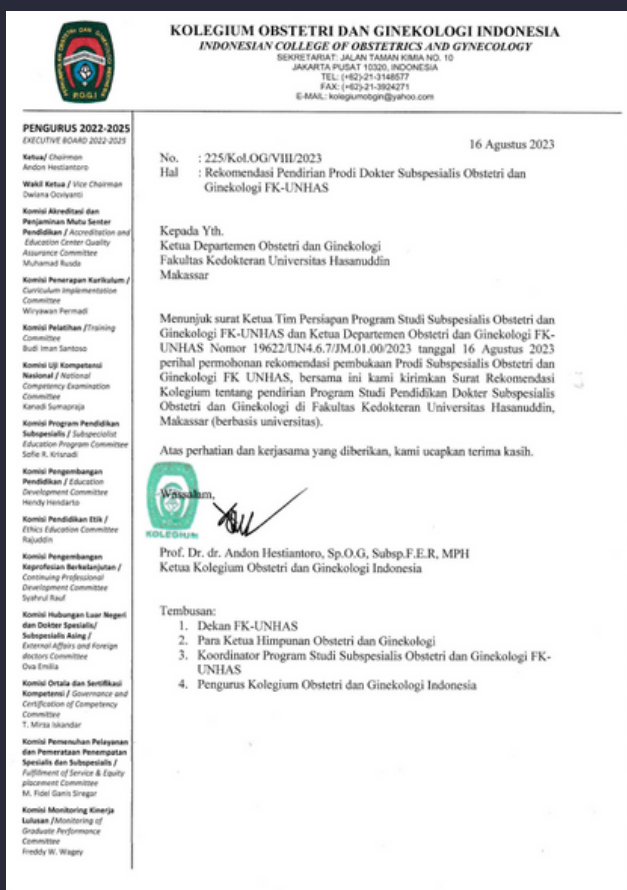 KOLEGIUM OBSTETRI DAN GINEKOLOGI INDONESIA
INDONESIAN COLLEGE OF OBSTETRICS AND GYNECOLOGY
SEKRETARIAT: JALAN TAMAN KIMIA NO. 10
JAKARTA PUSAT 10320, INDONESIA
TEL: (+62)-21-3148577
FAX: (+62)-21-3924271
E-MAIL: kolegiumobgin@yahoo.com
P.O.G.I
PENGURUS 2022-2025
EXECUTIVE BOARD 2022-2025
Ketua/ Chairman
Andon Hestiantoro
Wakil Ketua / Vice Chairman
Dwiana Ocviyanti
Komisi Akreditasi dan
Penjaminan Mutu Senter
Pendidikan / Accreditation and
Education Center Quality
Assurance Committee
Muhamad Rusda
Komisi Penerapan Kurikulum /
Curriculum Implementation
Committee
Wiryawan Permadi
Komisi Pelatihan /Training
Committee
Budi Iman Santoso
Komisi Uji Kompetensi
Nasional / National
Competency Examination
Committee
Kanadi Sumapraja
Komisi Program Pendidikan
Subspesialis / Subspecialist
Education Program Committee
Sofie R. Krisnadi
Komisi Pengembangan
Pendidikan / Education
Development Committee
Hendy Hendarto
Komisi Pendidikan Etik /
Ethics Education Committee
Rajuddin
Komisi Pengembangan
Keprofesian Berkelanjutan /
Continuing Professional
Development Committee
Syahrul Rauf
Komisi Hubungan Luar Negeri
dan Dokter Spesialis/
Subspesialis Asing /
External Affairs and Foreign
doctors Committee
Ova Emilia
Komisi Ortala dan Sertifikasi
Kompetensi / Governance and
Certification of Competency
Committee
T. Mirza Iskandar
Komisi Pemenuhan Pelayanan
dan Pemerataan Penempatan
Spesialis dan Subspesialis /
Fulfillment of Service & Equity
placement Committee
M. Fidel Ganis Siregar
Komisi Monitoring Kinerja
Lulusan /Monitoring of
Graduate Performance
Committee
Freddy W. Wagey
16 Agustus 2023
No. : 225/Kol.OG/VIII/2023
Hal : Rekomendasi Pendirian Prodi Dokter Subspesialis Obstetri dan
Ginekologi FK-UNHAS
Kepada Yth.
Ketua Departemen Obstetri dan Ginekologi
Fakultas Kedokteran Universitas Hasanuddin
Makassar
Menunjuk surat Ketua Tim Persiapan Program Studi Subspesialis Obstetri dan
Ginekologi FK-UNHAS dan Ketua Departemen Obstetri dan Ginekologi FK-
UNHAS Nomor 19622/UN4.6.7/JM.01.00/2023 tanggal 16 Agustus 2023
perihal permohonan rekomendasi pembukaan Prodi Subspesialis Obstetri dan
Ginekologi FK UNHAS, bersama ini kami kirimkan Surat Rekomendasi
Kolegium tentang pendirian Program Studi Pendidikan Dokter Subspesialis
Obstetri dan Ginekologi di Fakultas Kedokteran Universitas Hasanuddin,
Makassar (berbasis universitas).
Atas perhatian dan kerjasama yang diberikan, kami ucapkan terima kasih.
Wassalam,
KOLEGIUM
Prof. Dr. dr. Andon Hestiantoro, Sp.O.G, Subsp.F.E.R, MPH
Ketua Kolegium Obstetri dan Ginekologi Indonesia
Tembusan:
1. Dekan FK-UNHAS
2. Para Ketua Himpunan Obstetri dan Ginekologi
3. Koordinator Program Studi Subspesialis Obstetri dan Ginekologi FK-
UNHAS
4. Pengurus Kolegium Obstetri dan Ginekologi Indonesia